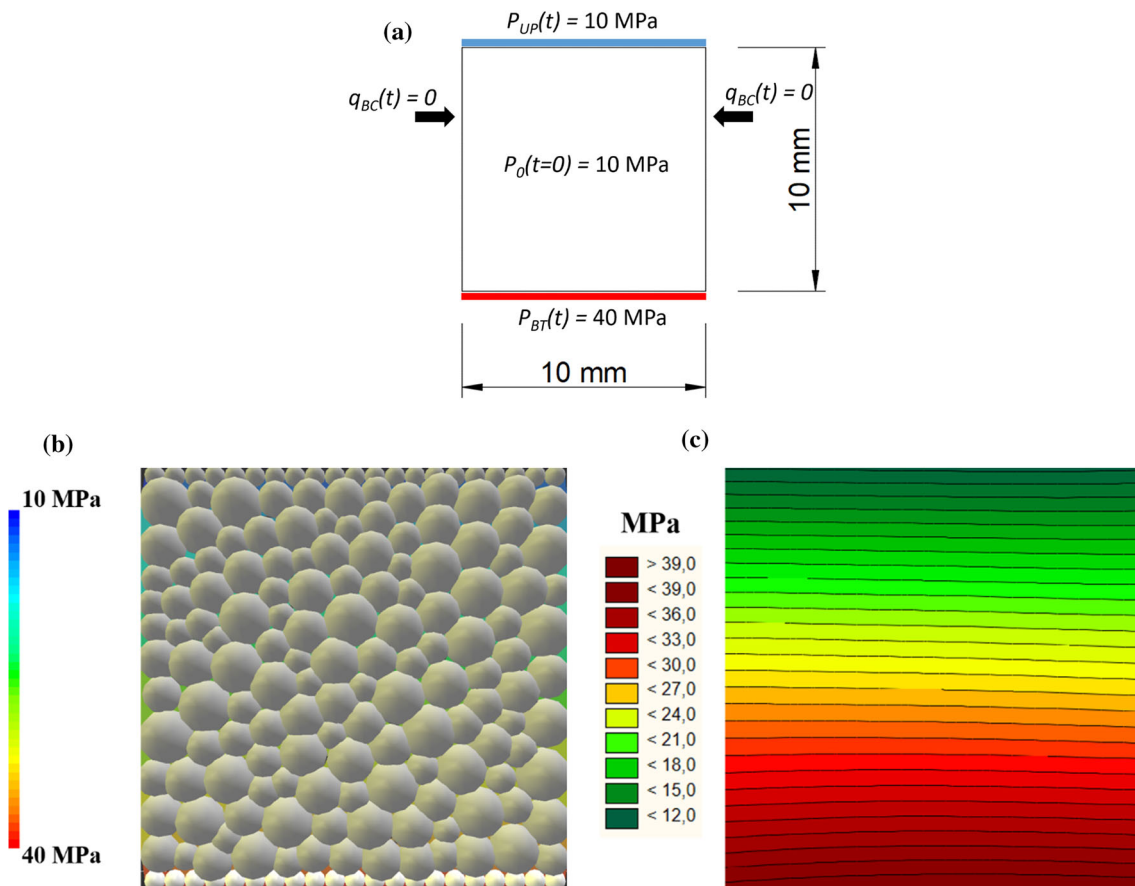 (a)
P_UP(t) = 10 MPa
q_BC(t) = 0
q_BC(t) = 0
P_0(t=0) = 10 MPa
10 mm
P_BT(t) = 40 MPa
10 mm
(b)
10 MPa
40 MPa
(c)
MPa
> 39,0
< 39,0
< 36,0
< 33,0
< 30,0
< 27,0
< 24,0
< 21,0
< 18,0
< 15,0
< 12,0